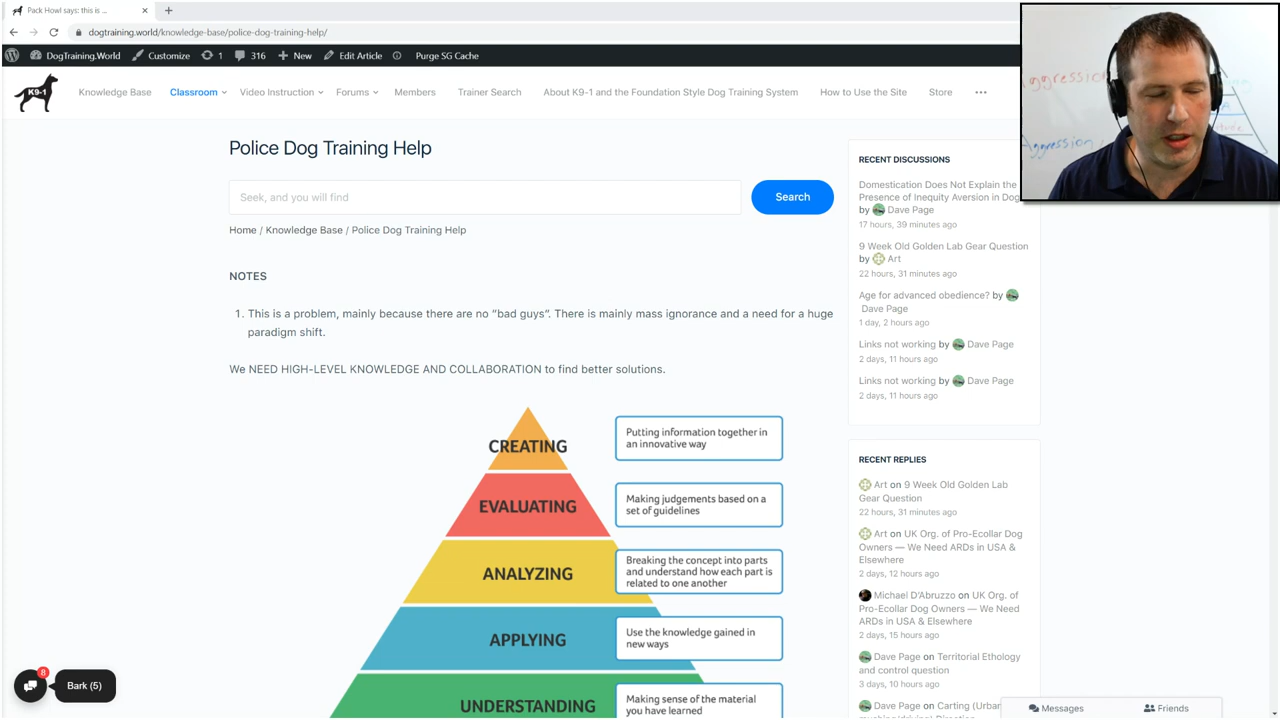 Pack Howl says: this is ...
dogtraining.world/knowledge-base/police-dog-training-help/
DogTraining.World
Customize
1
316
New
Edit Article
Purge SG Cache
K9-1
Knowledge Base
Classroom
Video Instruction
Forums
Members
Trainer Search
About K9-1 and the Foundation Style Dog Training System
How to Use the Site
Store
Aggression
Aggression
Police Dog Training Help
Seek, and you will find
Search
Home / Knowledge Base / Police Dog Training Help
NOTES
1. This is a problem, mainly because there are no “bad guys”. There is mainly mass ignorance and a need for a huge
paradigm shift.
We NEED HIGH-LEVEL KNOWLEDGE AND COLLABORATION to find better solutions.
CREATING
Putting information together in
an innovative way
EVALUATING
Making judgements based on a
set of guidelines
ANALYZING
Breaking the concept into parts
and understand how each part is
related to one another
APPLYING
Use the knowledge gained in
new ways
UNDERSTANDING
Making sense of the material
you have learned
RECENT DISCUSSIONS
Domestication Does Not Explain the
Presence of Inequity Aversion in Dog
by Dave Page
17 hours, 39 minutes ago
9 Week Old Golden Lab Gear Question
by Art
22 hours, 31 minutes ago
Age for advanced obedience? by
Dave Page
1 day, 2 hours ago
Links not working by Dave Page
2 days, 11 hours ago
Links not working by Dave Page
2 days, 11 hours ago
RECENT REPLIES
Art on 9 Week Old Golden Lab
Gear Question
22 hours, 31 minutes ago
Art on UK Org. of Pro-Ecollar Dog
Owners — We Need ARDs in USA &
Elsewhere
2 days, 12 hours ago
Michael D’Abruzzo on UK Org. of
Pro-Ecollar Dog Owners — We Need
ARDs in USA & Elsewhere
2 days, 15 hours ago
Dave Page on Territorial Ethology
and control question
3 days, 10 hours ago
Dave Page on Carting (Urban
8
Bark (5)
Messages
Friends